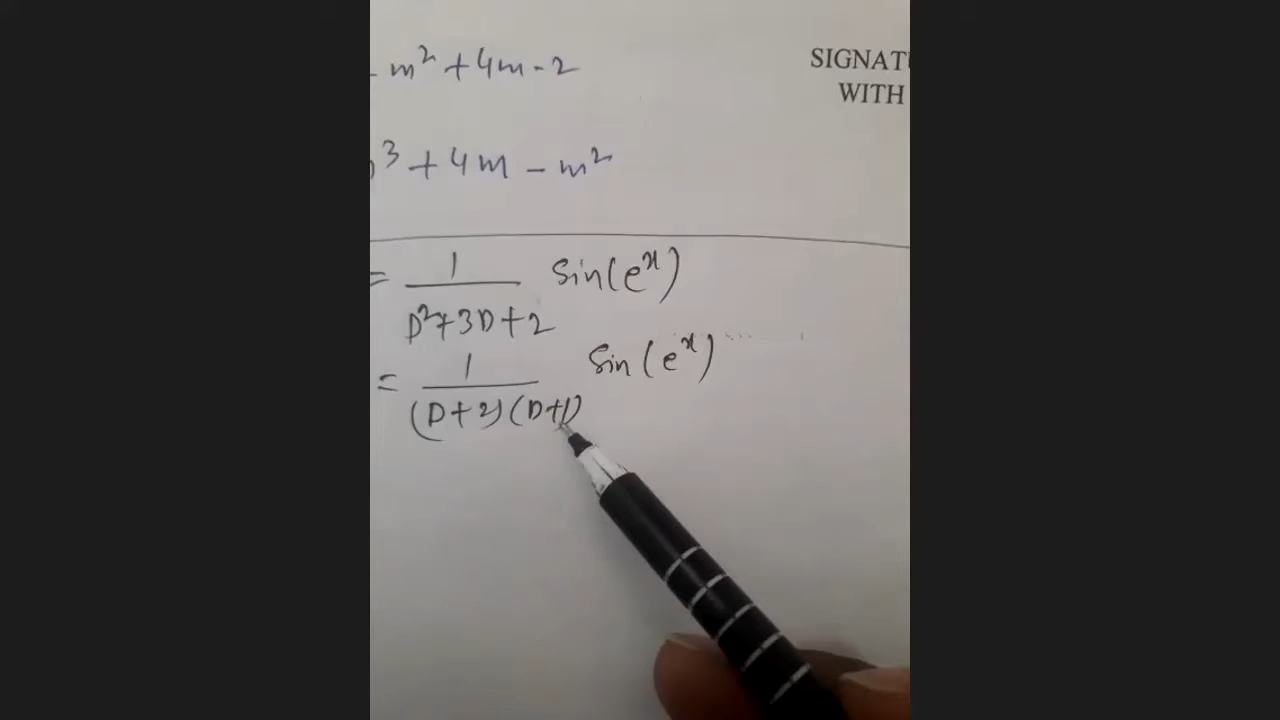 - m² + 4m - 2
SIGNAT
WITH
³ + 4m - m²
= 1/(D²+3D+2) Sin(eˣ)
= 1/((D+2)(D+1)) Sin(eˣ)